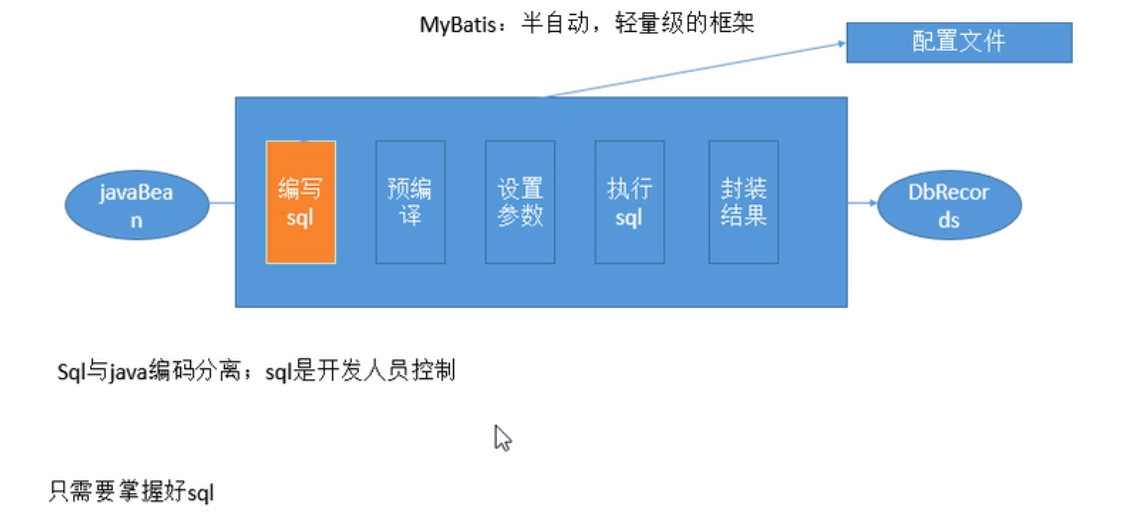 MyBatis：半自动，轻量级的框架
配置文件
javaBea
n
编写
sql
预编
译
设置
参数
执行
sql
封装
结果
DbRecor
ds
Sql与java编码分离；sql是开发人员控制
只需要掌握好sql